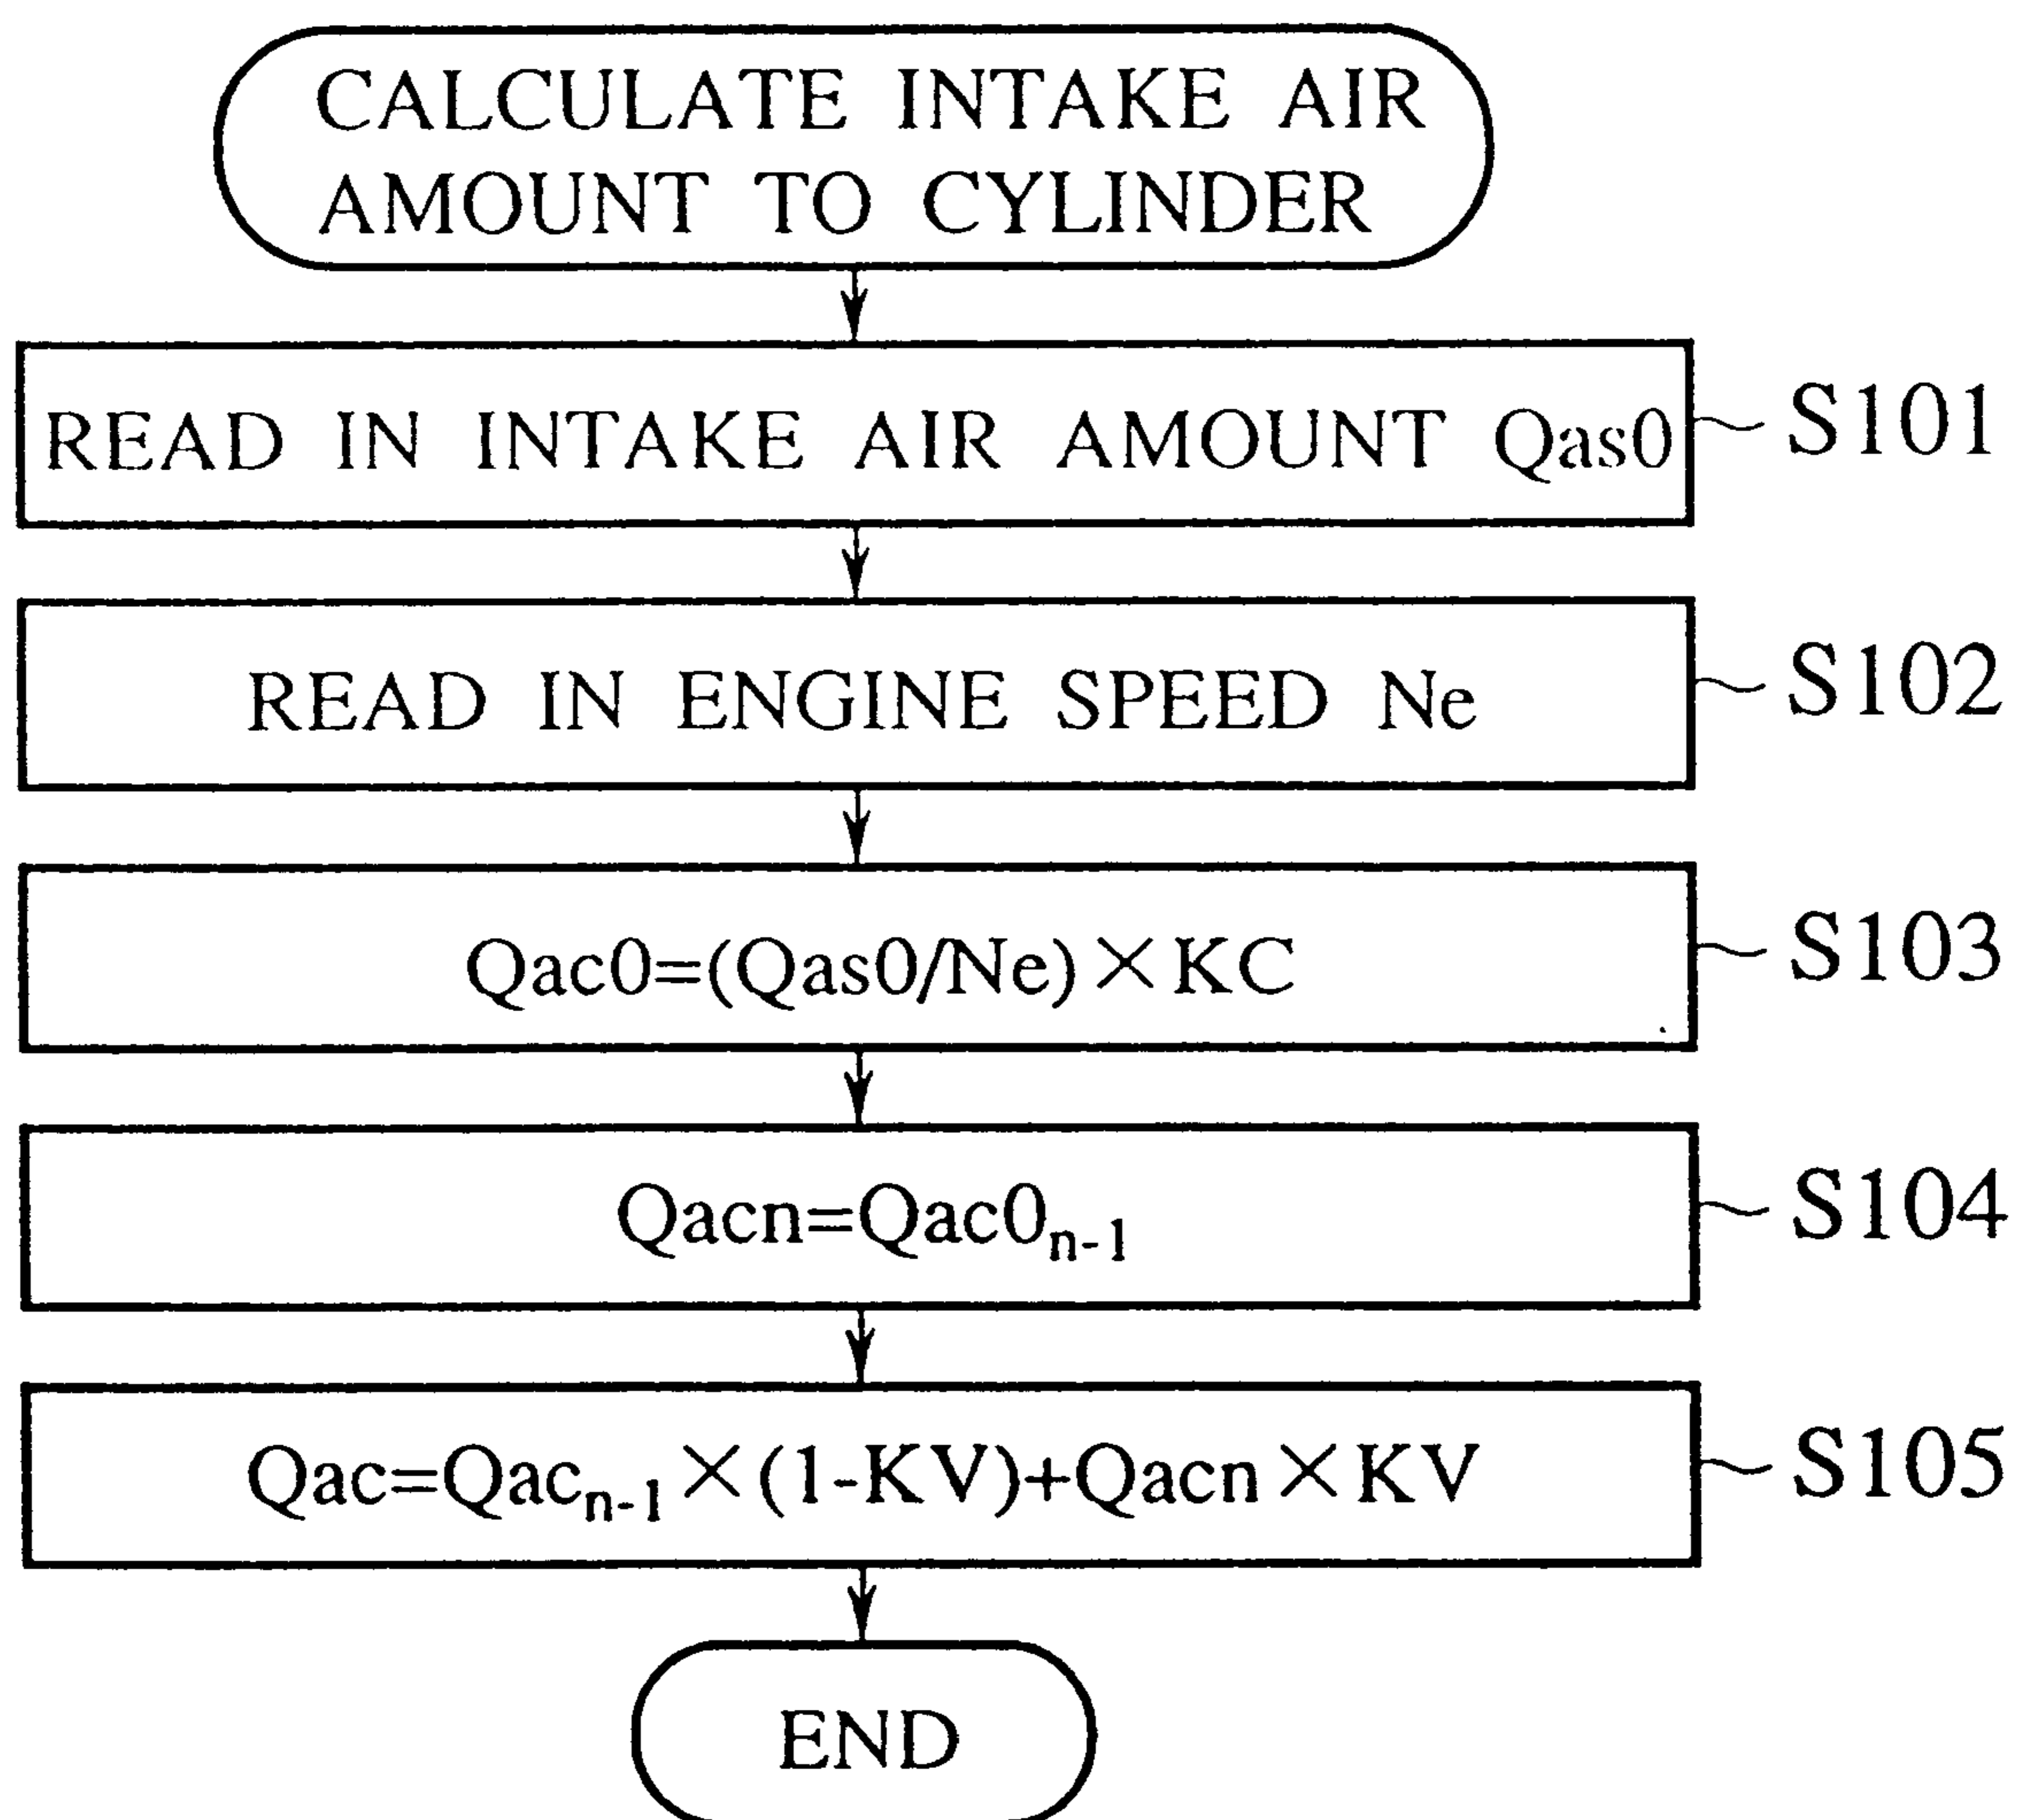 CALCULATE INTAKE AIR
AMOUNT TO CYLINDER
READ IN INTAKE AIR AMOUNT Qas0
S101
READ IN ENGINE SPEED Ne
S102
Qac0=(Qas0/Ne)×KC
S103
Qacn=Qac0ₙ₋₁
S104
Qac=Qacₙ₋₁×(1-KV)+Qacn×KV
S105
END